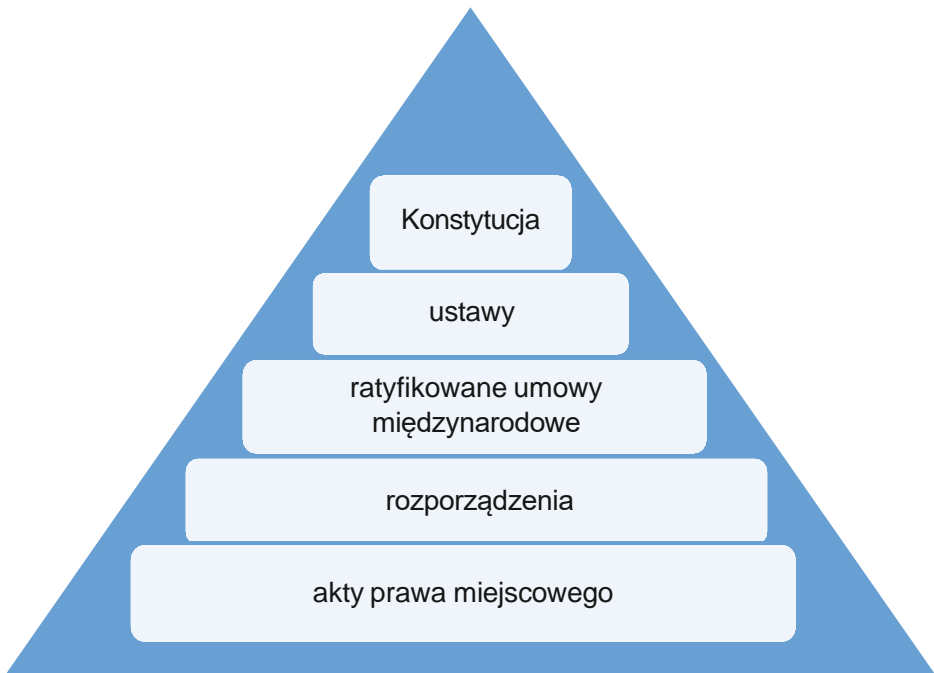 Konstytucja
ustawy
ratyfikowane umowy
międzynarodowe
rozporządzenia
akty prawa miejscowego